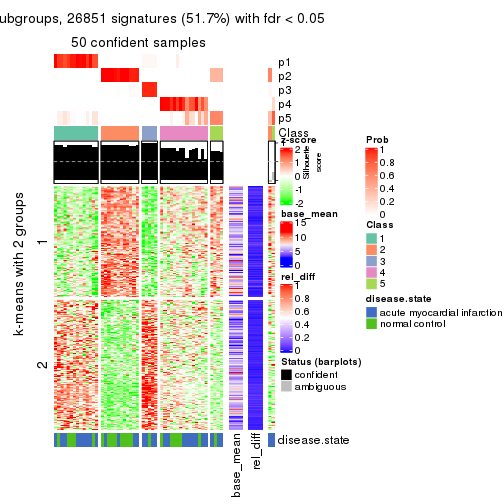 ubgroups, 26851 signatures (51.7%) with fdr < 0.05
50 confident samples
p1
p2
p3
p4
p5
Class
k-means with 2 groups
1
2
base_mean
rel_diff
disease.state
z-score
2
1
0
-1
-2
Silhouette
score
base_mean
15
10
5
0
rel_diff
1
0.8
0.6
0.4
0.2
0
Status (barplots)
confident
ambiguous
Prob
1
0.8
0.6
0.4
0.2
0
Class
1
2
3
4
5
disease.state
acute myocardial infarction
normal control